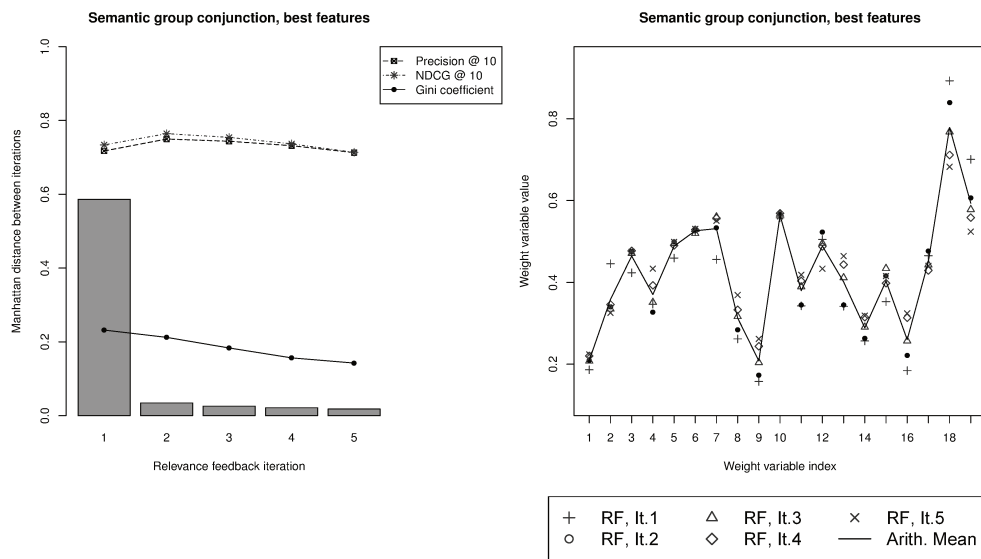 Semantic group conjunction, best features
Manhattan distance between iterations
1.0
0.8
0.6
0.4
0.2
0.0
Precision @ 10
NDCG @ 10
Gini coefficient
1 2 3 4 5
Relevance feedback iteration
Semantic group conjunction, best features
Weight variable value
0.8
0.6
0.4
0.2
1 2 3 4 5 6 7 8 9 10 12 14 16 18
Weight variable index
RF, It.1 RF, It.3 RF, It.5
RF, It.2 RF, It.4 Arith. Mean